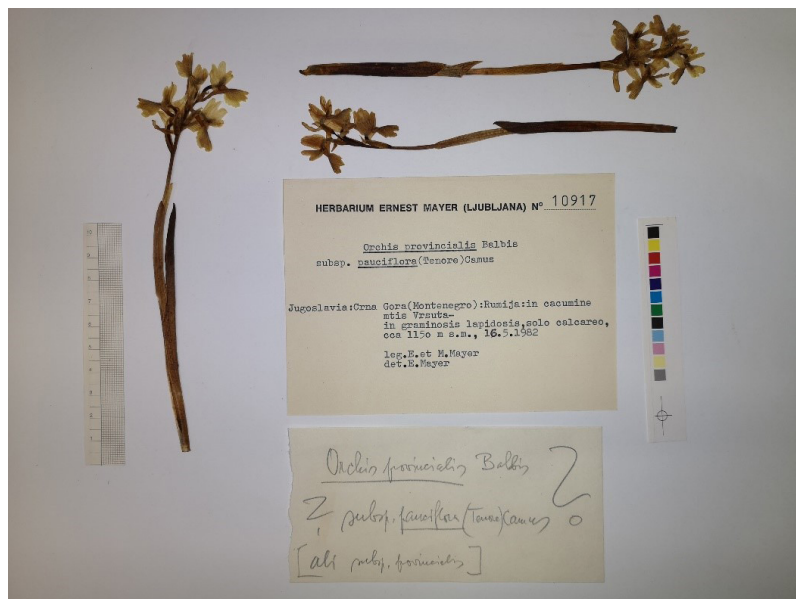 HERBARIUM ERNEST MAYER (LJUBLJANA) Nº 10917
Orchis provincialis Balbis
subsp. pauciflora(Tenore)Camus
Jugoslavia:Crna Gora(Montenegro):Rumija:in cacumine
mtis Vrsuta-
in graminosis lapidosis,solo calcareo,
cca 1150 m s.m., 16.5.1982
leg.E.et M.Mayer
det.E.Mayer
Orchis provincialis Balbis ?
? subsp. pauciflora (Tenore) Camus
[ali subsp. provincialis]